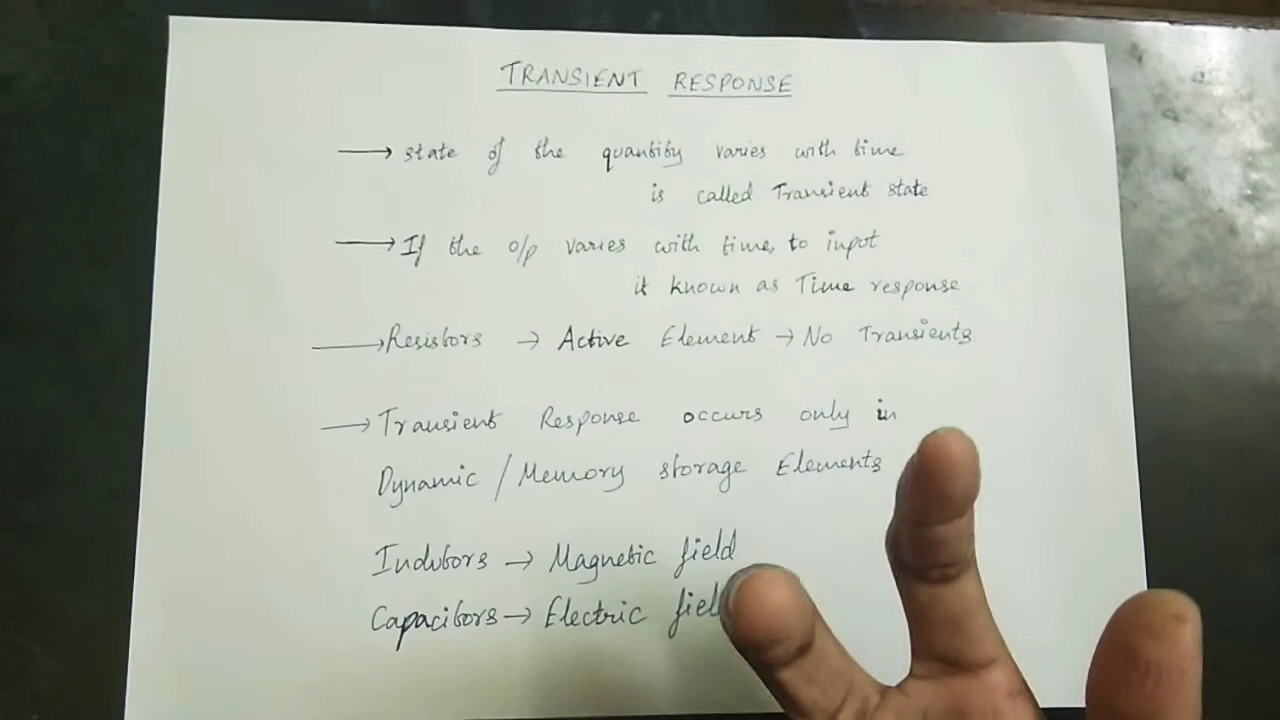 TRANSIENT RESPONSE
→ state of the quantity varies with time
is called Transient state
→ If the o/p varies with time, to input
it known as Time response
→ Resistors → Active Element → No Transients
→ Transient Response occurs only in
Dynamic / Memory storage Elements
Indutors → Magnetic field
Capacitors → Electric fiel